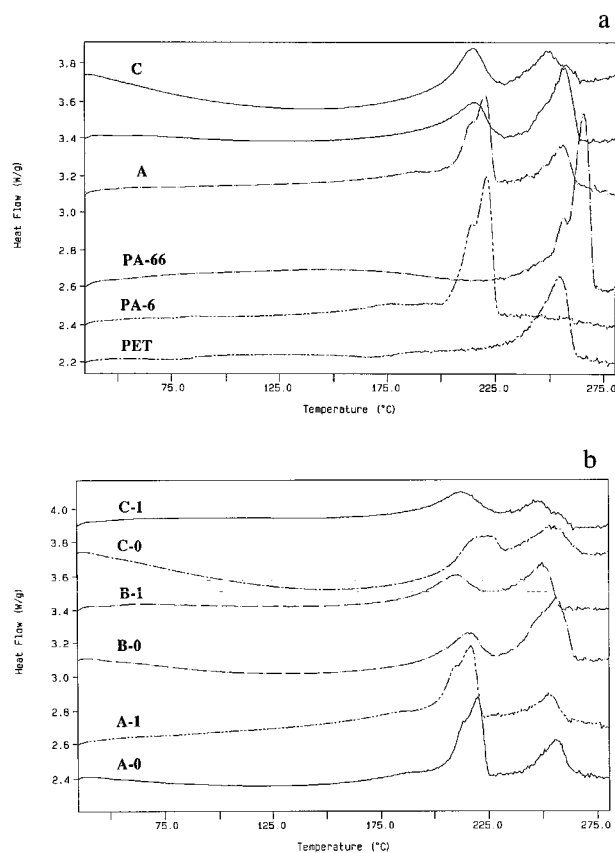 a
3.8
C
3.6
3.4
A
3.2
3.0
2.8
PA-66
2.6
PA-6
2.4
PET
2.2
Heat Flow (W/g)
75.0 125.0 175.0 225.0 275.0
Temperature (°C)
b
4.0
C-1
3.8
C-0
3.6
B-1
3.4
B-0
3.2
3.0
A-1
2.8
2.6
A-0
2.4
Heat Flow (W/g)
75.0 125.0 175.0 225.0 275.0
Temperature (°C)